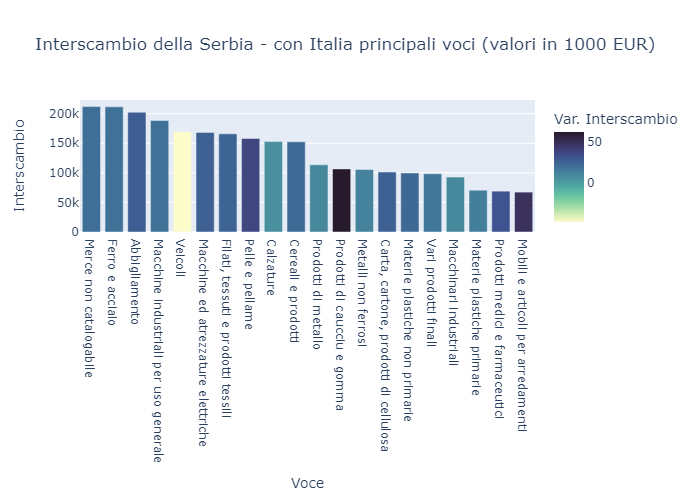 Interscambio della Serbia - con Italia principali voci (valori in 1000 EUR)
Interscambio
200k
150k
100k
50k
0
Merce non catalogabile
Ferro e acciaio
Abbigliamento
Macchine industriali per uso generale
Veicoli
Macchine ed atrezzature elettriche
Filati, tessuti e prodotti tessili
Pelle e pellame
Calzature
Cereali e prodotti
Prodotti di metallo
Prodotti di caucciu e gomma
Metalli non ferrosi
Carta, cartone, prodotti di cellulosa
Materie plastiche non primarie
Vari prodotti finali
Macchinari industriali
Materie plastiche primarie
Prodotti medici e farmaceutici
Mobili e articoli per arredamenti
Voce
Var. Interscambio
50
0